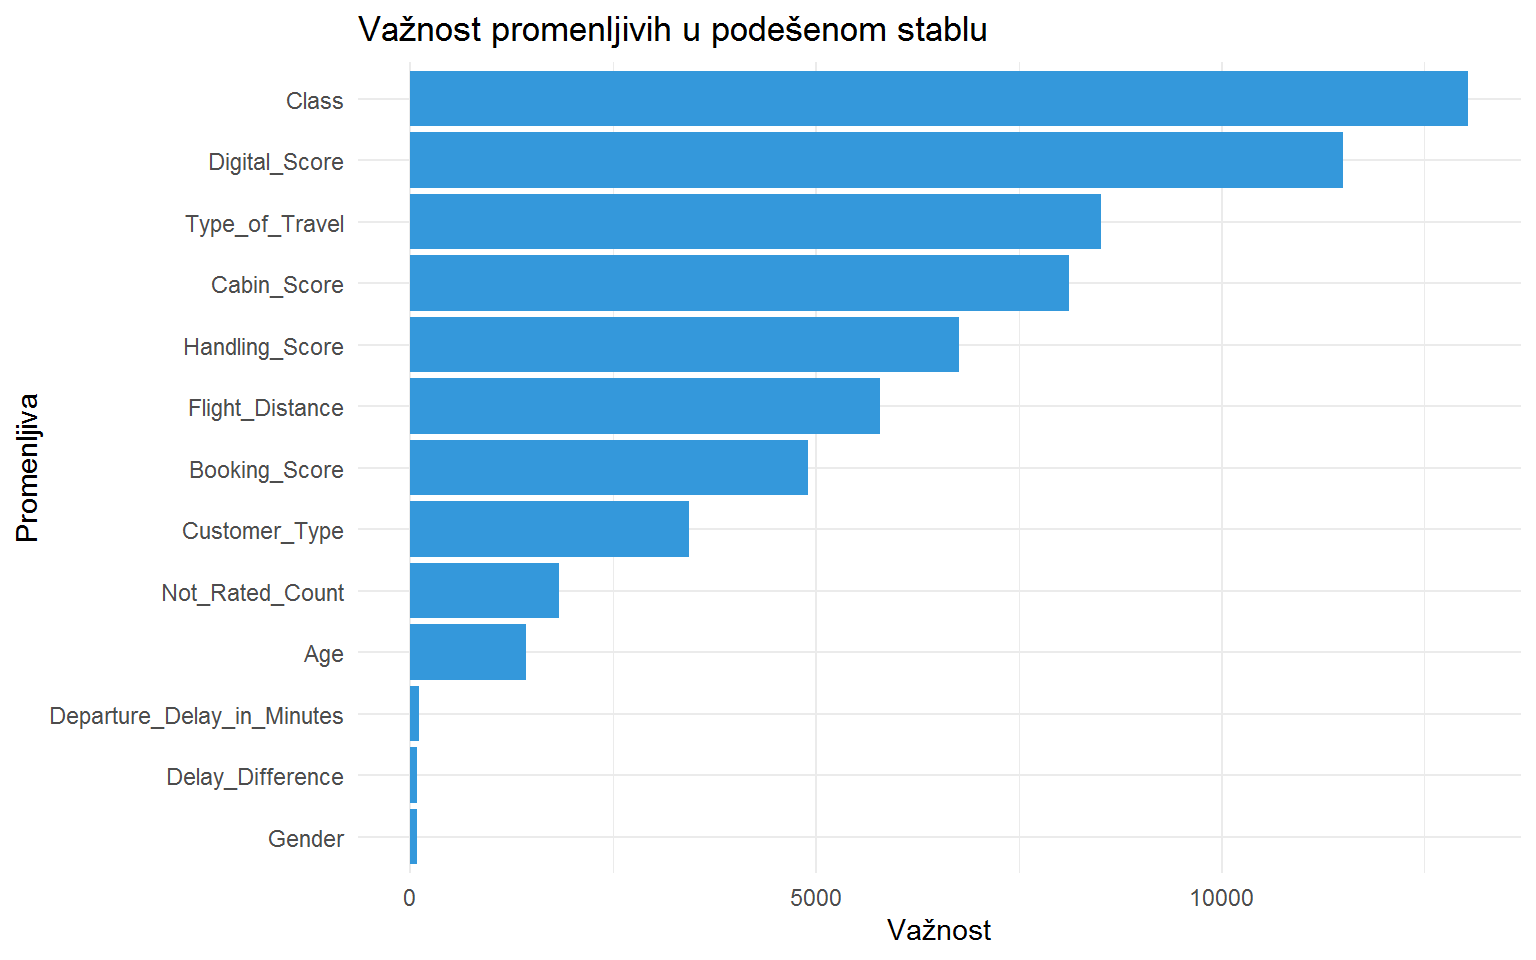 Važnost promenljivih u podešenom stablu
Promenljiva
Class
Digital_Score
Type_of_Travel
Cabin_Score
Handling_Score
Flight_Distance
Booking_Score
Customer_Type
Not_Rated_Count
Age
Departure_Delay_in_Minutes
Delay_Difference
Gender
0 5000 10000
Važnost